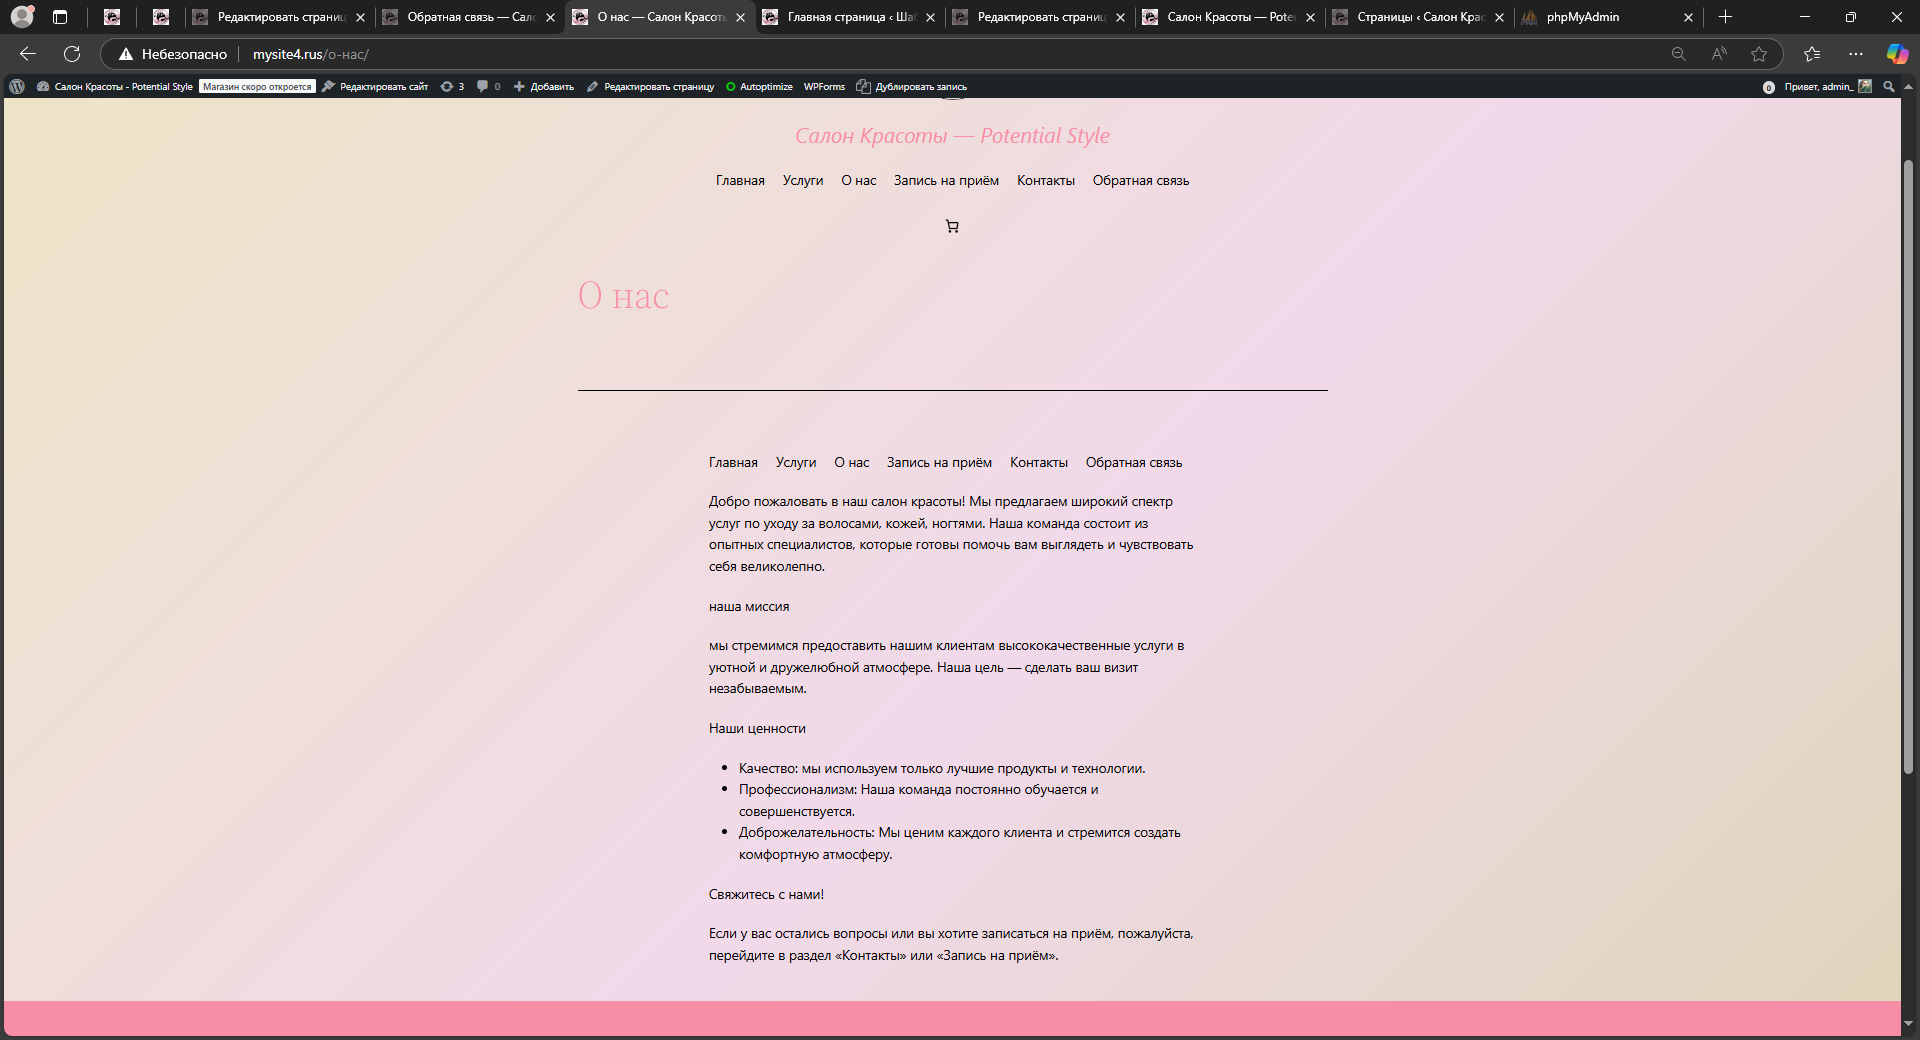 Редактировать страниц
Обратная связь — Сал
О нас — Салон Красоть
Главная страница ‹ Ша
Редактировать страниц
Салон Красоты — Poter
Страницы ‹ Салон Крас
phpMyAdmin
Небезопасно
mysite4.rus/о-нас/
Салон Красоты - Potential Style
Магазин скоро откроется
Редактировать сайт
3
0
Добавить
Редактировать страницу
Autoptimize
WPForms
Дублировать запись
0
Привет, admin_
Салон Красоты — Potential Style
Главная Услуги О нас Запись на приём Контакты Обратная связь
О нас
Главная Услуги О нас Запись на приём Контакты Обратная связь
Добро пожаловать в наш салон красоты! Мы предлагаем широкий спектр
услуг по уходу за волосами, кожей, ногтями. Наша команда состоит из
опытных специалистов, которые готовы помочь вам выглядеть и чувствовать
себя великолепно.
наша миссия
мы стремимся предоставить нашим клиентам высококачественные услуги в
уютной и дружелюбной атмосфере. Наша цель — сделать ваш визит
незабываемым.
Наши ценности
Качество: мы используем только лучшие продукты и технологии.
Профессионализм: Наша команда постоянно обучается и
совершенствуется.
Доброжелательность: Мы ценим каждого клиента и стремится создать
комфортную атмосферу.
Свяжитесь с нами!
Если у вас остались вопросы или вы хотите записаться на приём, пожалуйста,
перейдите в раздел «Контакты» или «Запись на приём».